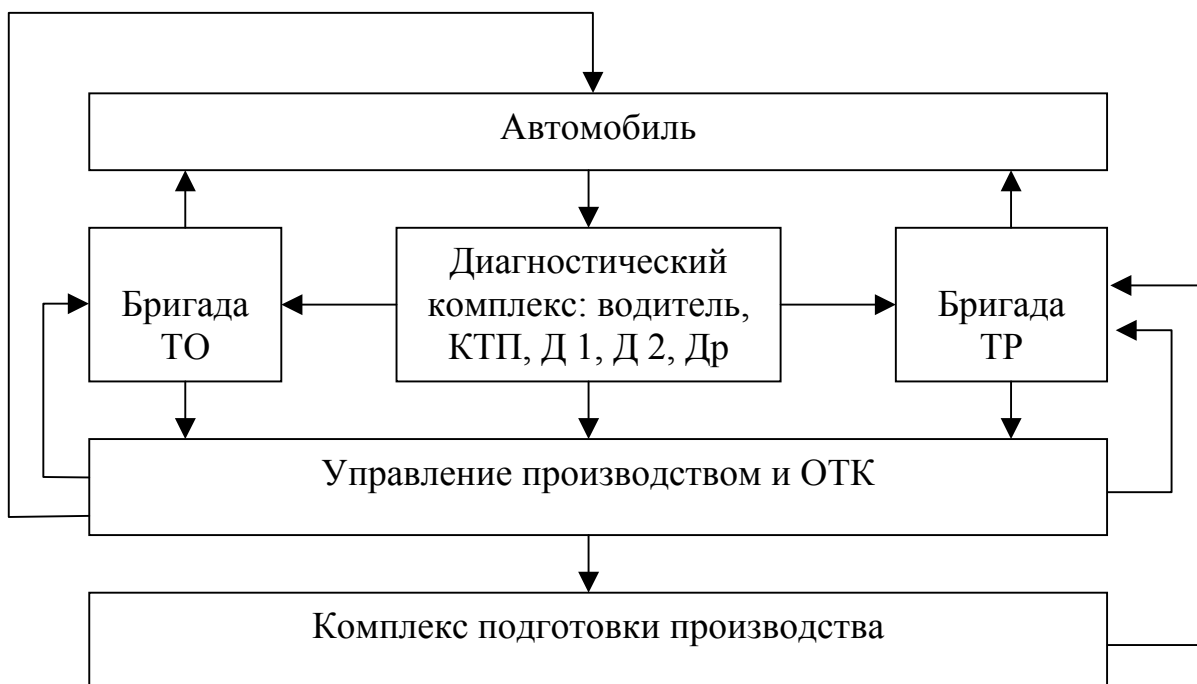 Автомобиль
Бригада
ТО
Диагностический
комплекс: водитель,
КТП, Д 1, Д 2, Др
Бригада
ТР
Управление производством и ОТК
Комплекс подготовки производства